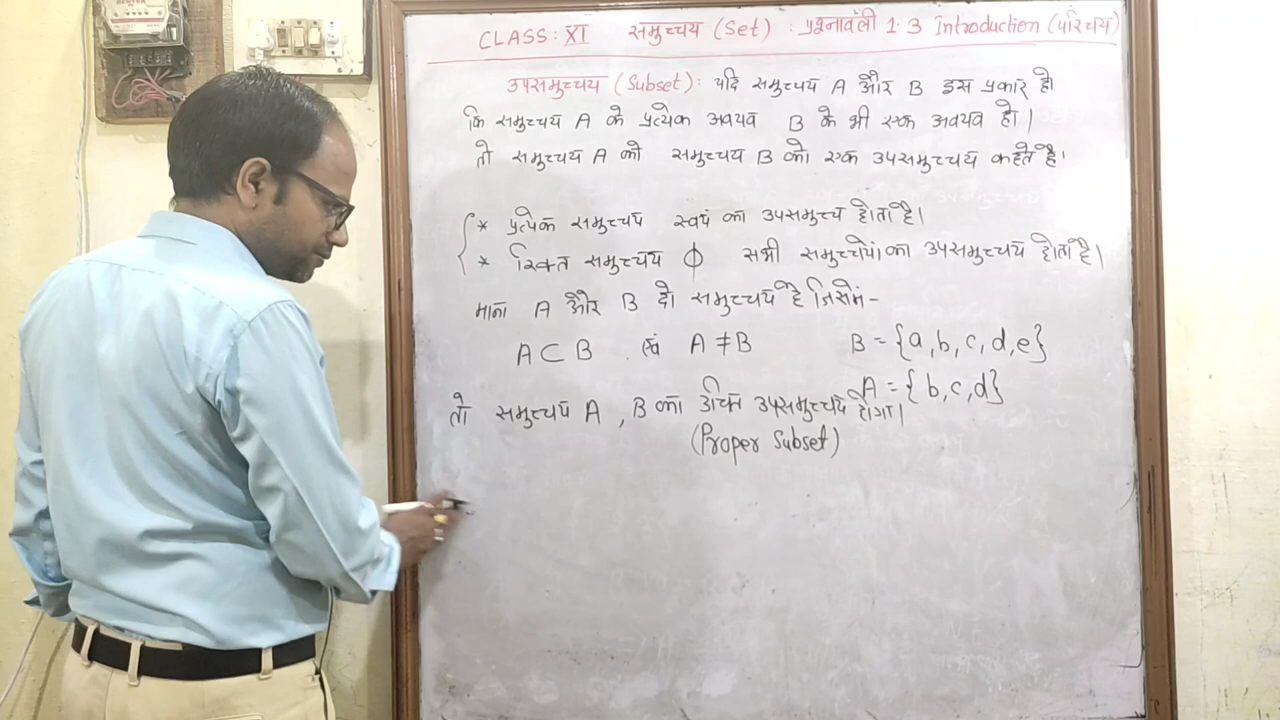 CLASS: XI समुच्चय (Set) : प्रश्नावली 1.3 Introduction (परिचय)
उपसमुच्चय (Subset): यदि समुच्चय A और B इस प्रकार हो
कि समुच्चय A के प्रत्येक अवयव B के भी एक अवयव हो।
तो समुच्चय A को समुच्चय B को एक उपसमुच्चय कहते है।
* प्रत्येक समुच्चय स्वयं का उपसमुच्च होता है।
* रिक्त समुच्चय ϕ सभी समुच्चयों का उपसमुच्चय होता है।
माना A और B दो समुच्चय है जिसमें-
A ⊂ B एवं A ≠ B B = {a, b, c, d, e}
A = { b, c, d}
तो समुच्चय A , B का उचित उपसमुच्चय होगा।
(Proper Subset)